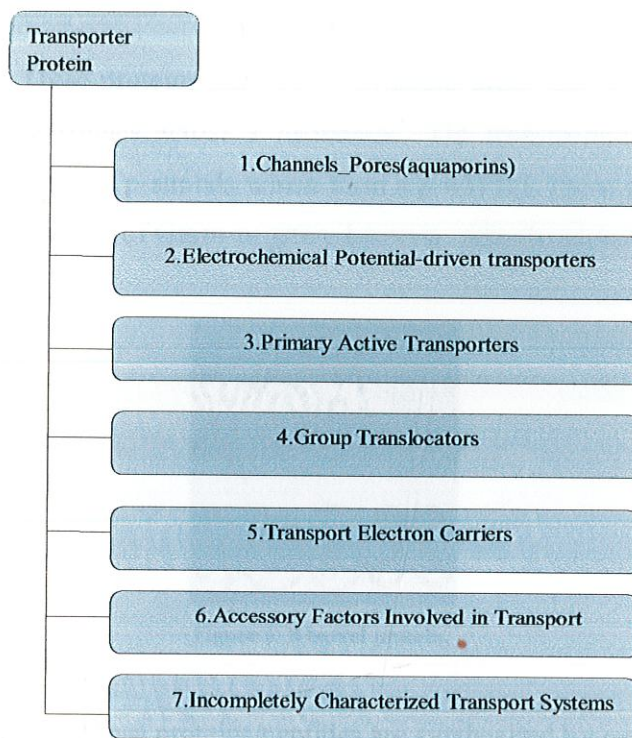 Transporter
Protein
1.Channels_Pores(aquaporins)
2.Electrochemical Potential-driven transporters
3.Primary Active Transporters
4.Group Translocators
5.Transport Electron Carriers
6.Accessory Factors Involved in Transport
7.Incompletely Characterized Transport Systems